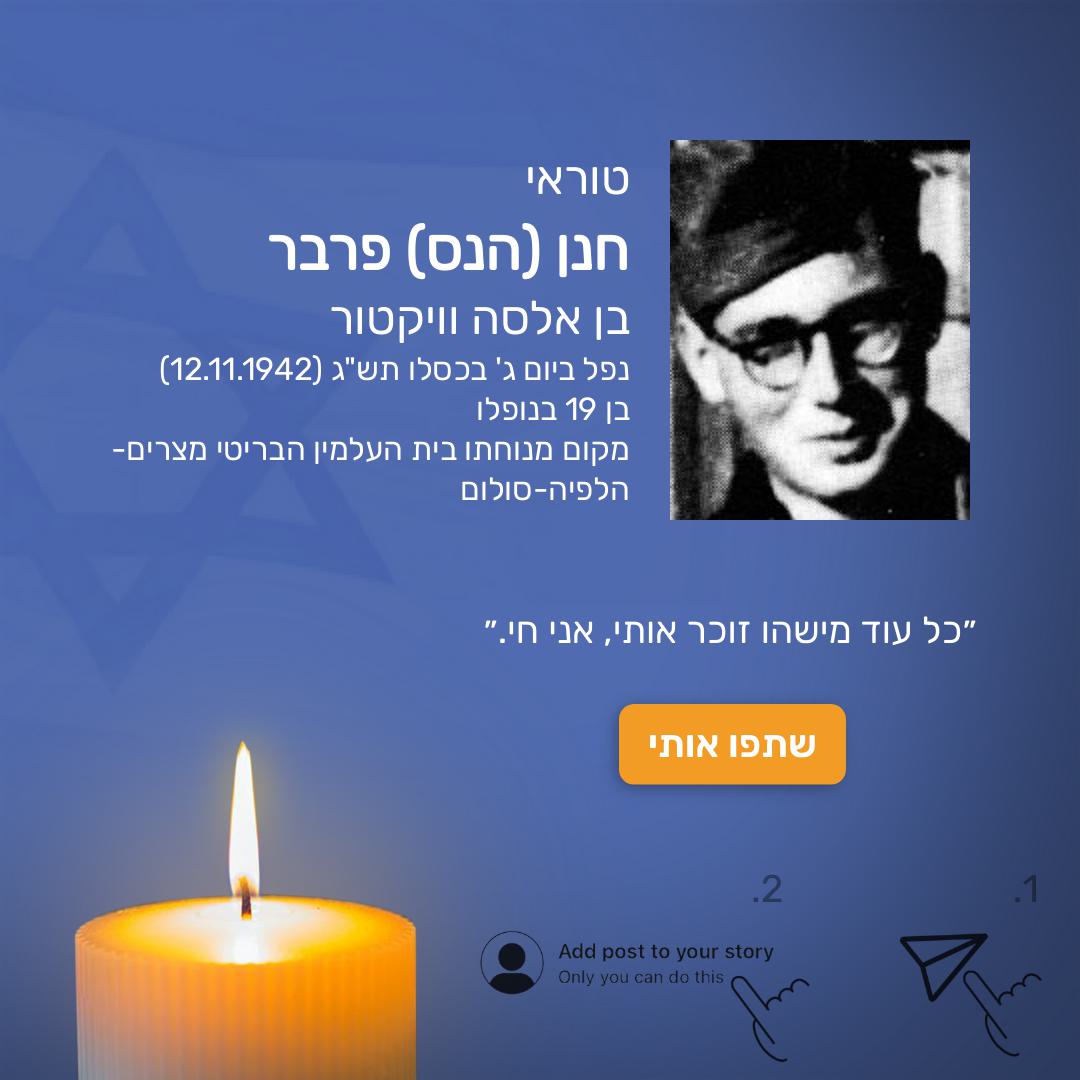 טוראי
חנן (הנס) פרבר
בן אלסה וויקטור
נפל ביום ג' בכסלו תש"ג (12.11.1942)
בן 19 בנופלו
מקום מנוחתו בית העלמין הבריטי מצרים-
הלפיה-סולום
״כל עוד מישהו זוכר אותי, אני חי.״
שתפו אותי
.1
.2
Add post to your story
Only you can do this